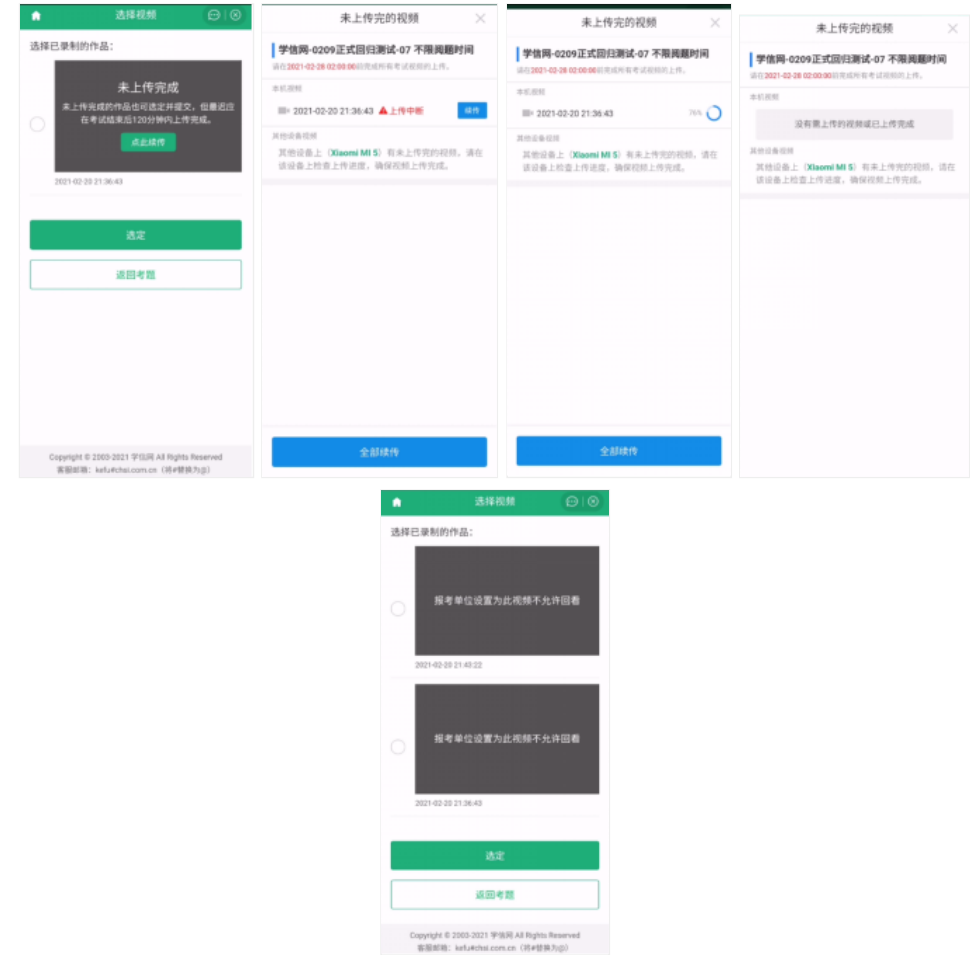 选择视频
选择已录制的作品：
未上传完成
未上传完成的作品也可选定并提交，但最迟应
在考试结束后120分钟内上传完成。
点此续传
2021-02-20 21:36:43
选定
返回考题
Copyright © 2003-2021 学信网 All Rights Reserved
客服邮箱：kefu#chsi.com.cn（将#替换为@）
未上传完的视频
学信网-0209正式回归测试-07 不限阅题时间
请在2021-02-28 02:00:00前完成所有考试视频的上传。
本机视频
2021-02-20 21:36:43 上传中断
续传
其他设备视频
其他设备上（Xiaomi MI 5）有未上传完的视频，请在
该设备上检查上传进度，确保视频上传完成。
全部续传
未上传完的视频
学信网-0209正式回归测试-07 不限阅题时间
请在2021-02-28 02:00:00前完成所有考试视频的上传。
本机视频
2021-02-20 21:36:43
76%
其他设备视频
其他设备上（Xiaomi MI 5）有未上传完的视频，请在
该设备上检查上传进度，确保视频上传完成。
全部续传
未上传完的视频
学信网-0209正式回归测试-07 不限阅题时间
请在2021-02-28 02:00:00前完成所有考试视频的上传。
本机视频
没有需上传的视频或已上传完成
其他设备视频
其他设备上（Xiaomi MI 5）有未上传完的视频，请在
该设备上检查上传进度，确保视频上传完成。
选择视频
选择已录制的作品：
报考单位设置为此视频不允许回看
2021-02-20 21:40:22
报考单位设置为此视频不允许回看
2021-02-20 21:36:43
选定
返回考题
Copyright © 2003-2021 学信网 All Rights Reserved
客服邮箱：kefu#chsi.com.cn（将#替换为@）